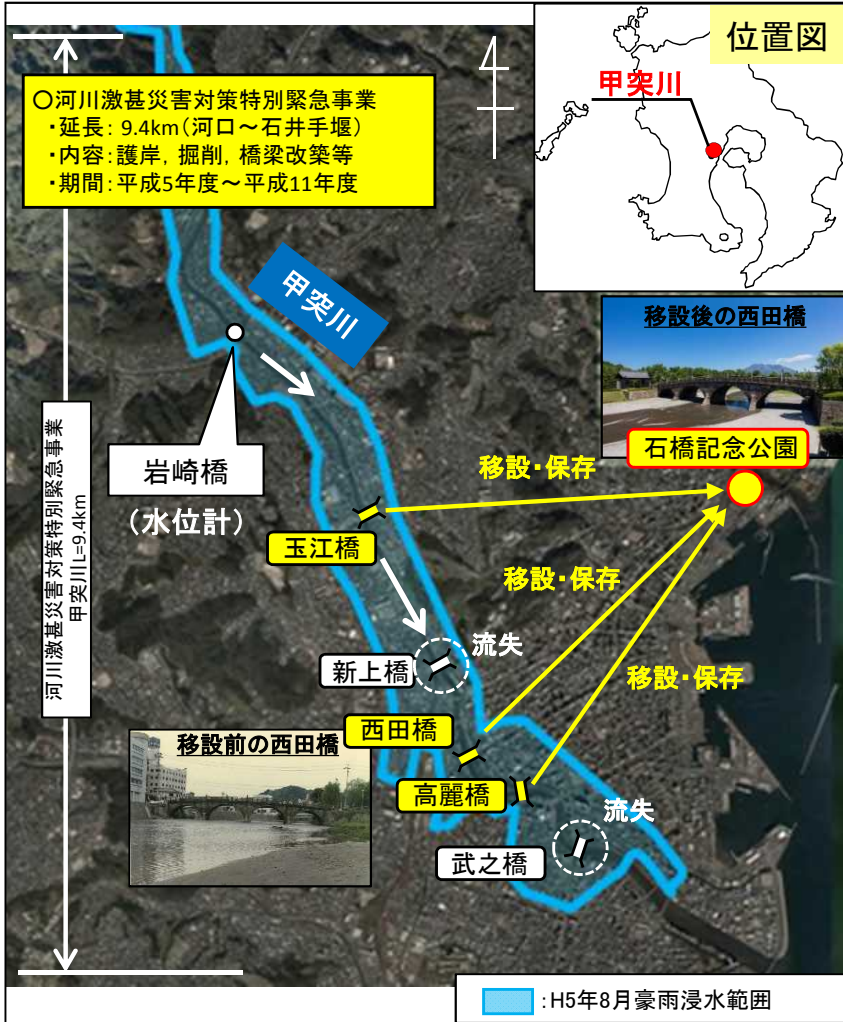 位置図
甲突川
○河川激甚災害対策特別緊急事業
・延長：9.4km（河口～石井手堰）
・内容：護岸，掘削，橋梁改築等
・期間：平成5年度～平成11年度
甲突川
移設後の西田橋
石橋記念公園
岩崎橋
（水位計）
移設・保存
玉江橋
移設・保存
河川激甚災害対策特別緊急事業
甲突川L=9.4km
流失
新上橋
移設・保存
西田橋
移設前の西田橋
高麗橋
流失
武之橋
：H5年8月豪雨浸水範囲